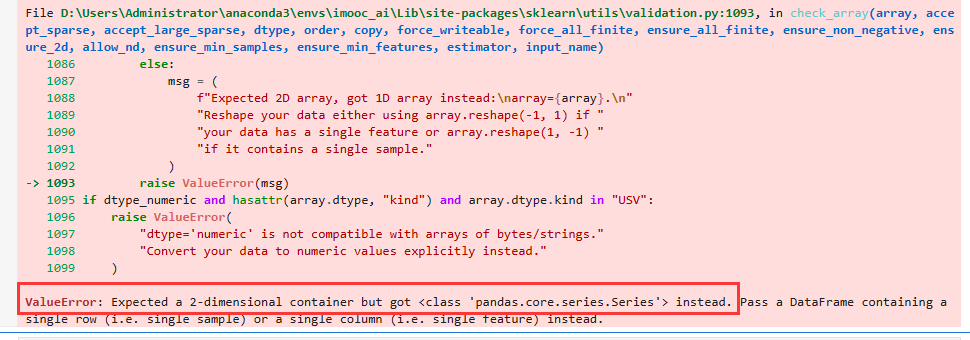 File D:\Users\Administrator\anaconda3\envs\imooc_ai\Lib\site-packages\sklearn\utils\validation.py:1093, in check_array(array, acce
pt_sparse, accept_large_sparse, dtype, order, copy, force_writeable, force_all_finite, ensure_all_finite, ensure_non_negative, ens
ure_2d, allow_nd, ensure_min_samples, ensure_min_features, estimator, input_name)
1086 else:
1087 msg = (
1088 f"Expected 2D array, got 1D array instead:\narray={array}.\n"
1089 "Reshape your data either using array.reshape(-1, 1) if "
1090 "your data has a single feature or array.reshape(1, -1) "
1091 "if it contains a single sample."
1092 )
-> 1093 raise ValueError(msg)
1095 if dtype_numeric and hasattr(array.dtype, "kind") and array.dtype.kind in "USV":
1096 raise ValueError(
1097 "dtype='numeric' is not compatible with arrays of bytes/strings."
1098 "Convert your data to numeric values explicitly instead."
1099 )
ValueError: Expected a 2-dimensional container but got <class 'pandas.core.series.Series'> instead. Pass a DataFrame containing a
single row (i.e. single sample) or a single column (i.e. single feature) instead.